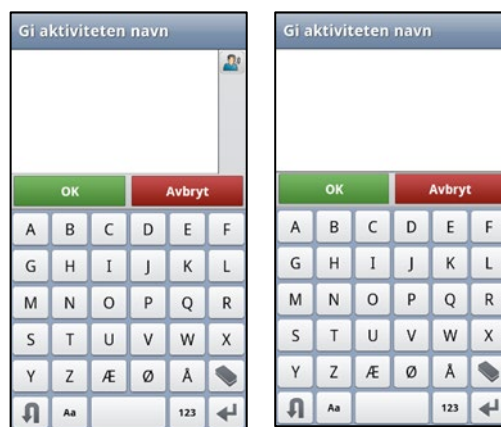 Gi aktiviteten navn
OK Avbryt
A B C D E F
G H I J K L
M N O P Q R
S T U V W X
Y Z Æ Ø Å
Aa 123
Gi aktiviteten navn
OK Avbryt
A B C D E F
G H I J K L
M N O P Q R
S T U V W X
Y Z Æ Ø Å
Aa 123